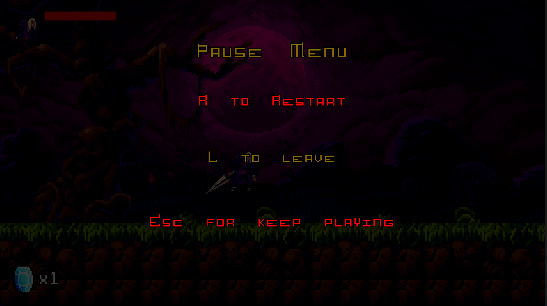 Pause Menu
R to Restart
L to leave
Esc for keep playing
x1